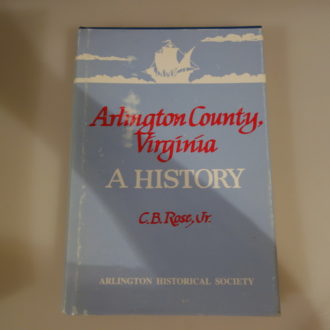 Arlington County,
Virginia
A HISTORY
C.B. Rose, Jr.
ARLINGTON HISTORICAL SOCIETY